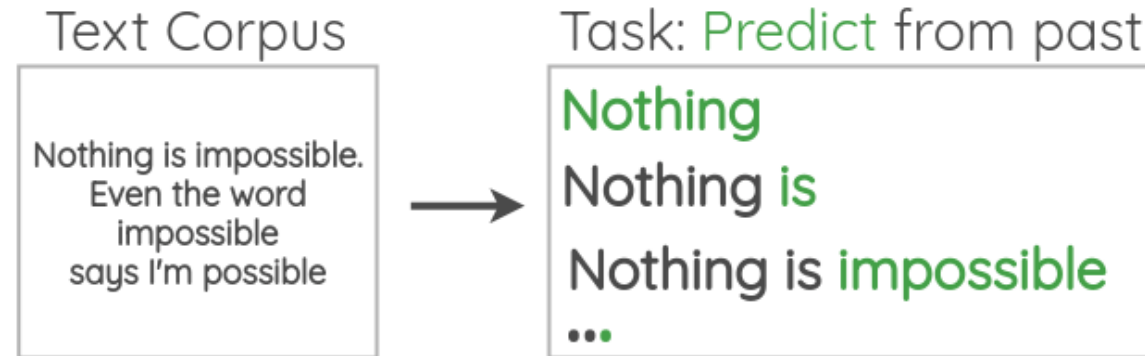 Text Corpus
Nothing is impossible.
Even the word
impossible
says I'm possible
Task: Predict from past
Nothing
Nothing is
Nothing is impossible
...